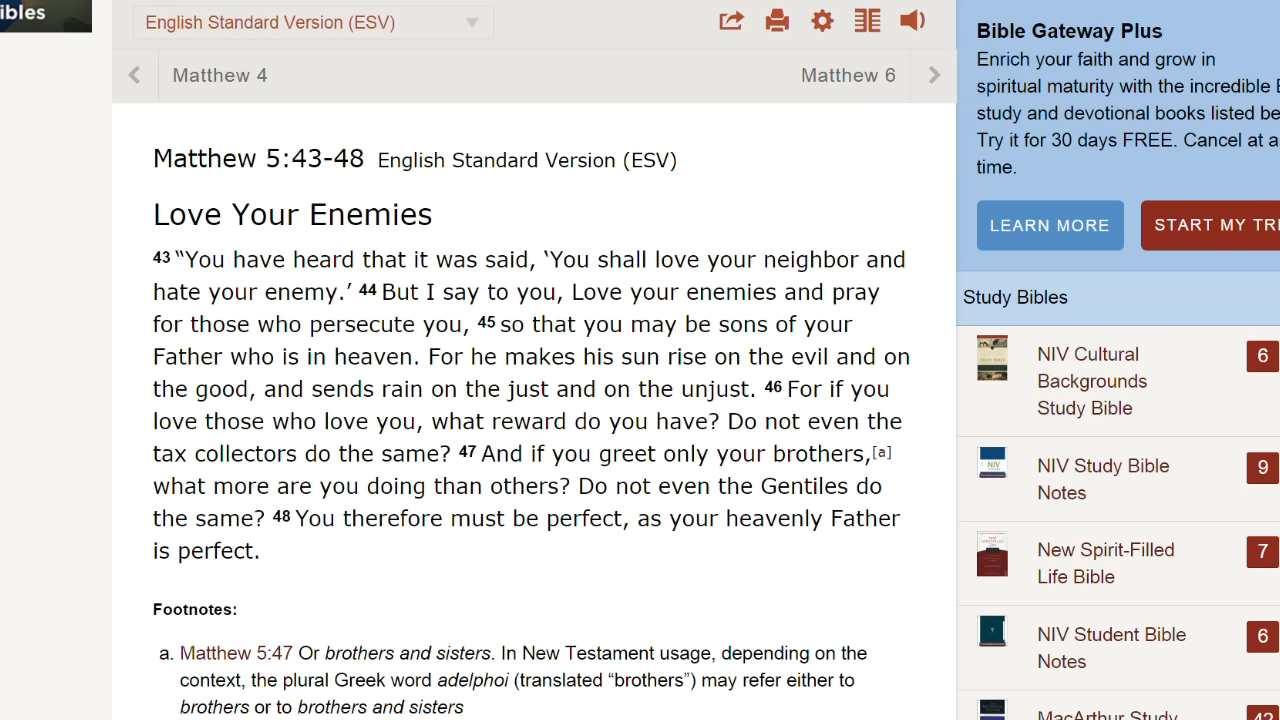 ibles
English Standard Version (ESV)
Matthew 4
Matthew 6
Matthew 5:43-48 English Standard Version (ESV)
Love Your Enemies
43 “You have heard that it was said, ‘You shall love your neighbor and
hate your enemy.’ 44 But I say to you, Love your enemies and pray
for those who persecute you, 45 so that you may be sons of your
Father who is in heaven. For he makes his sun rise on the evil and on
the good, and sends rain on the just and on the unjust. 46 For if you
love those who love you, what reward do you have? Do not even the
tax collectors do the same? 47 And if you greet only your brothers,[a]
what more are you doing than others? Do not even the Gentiles do
the same? 48 You therefore must be perfect, as your heavenly Father
is perfect.
Footnotes:
a. Matthew 5:47 Or brothers and sisters. In New Testament usage, depending on the
context, the plural Greek word adelphoi (translated “brothers”) may refer either to
brothers or to brothers and sisters
Bible Gateway Plus
Enrich your faith and grow in
spiritual maturity with the incredible
study and devotional books listed be
Try it for 30 days FREE. Cancel at a
time.
LEARN MORE
START MY TRI
Study Bibles
NIV Cultural
Backgrounds
Study Bible
6
NIV Study Bible
Notes
9
New Spirit-Filled
Life Bible
7
NIV Student Bible
Notes
6
MacArthur Study
42